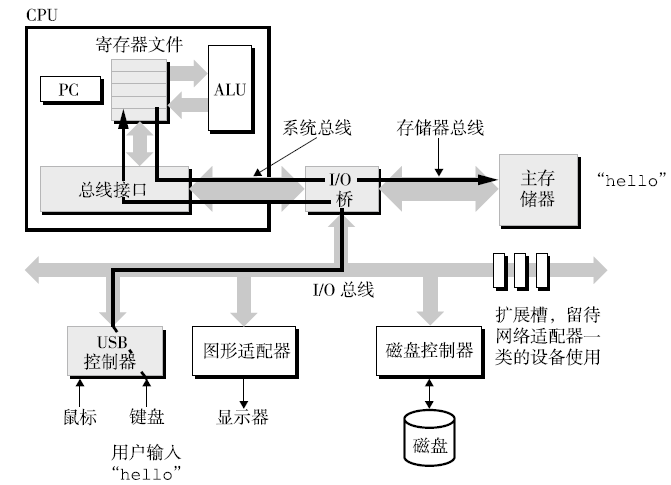 CPU
寄存器文件
PC
ALU
系统总线
存储器总线
总线接口
I/O
桥
主存
储器
“hello”
I/O 总线
扩展槽，留待
网络适配器一
类的设备使用
USB
控制器
图形适配器
磁盘控制器
鼠标
键盘
显示器
磁盘
用户输入
“hello”